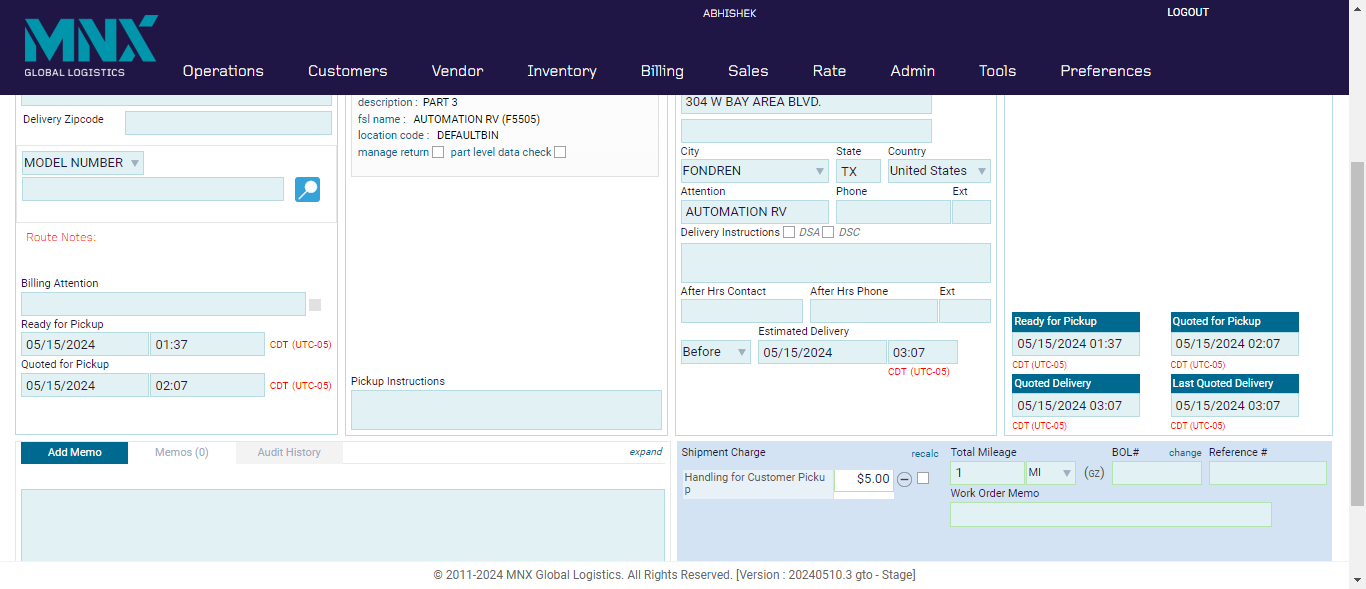 ABHISHEK
LOGOUT
MNX
GLOBAL LOGISTICS
Operations Customers Vendor Inventory Billing Sales Rate Admin Tools Preferences
Delivery Zipcode
MODEL NUMBER
Route Notes:
Billing Attention
Ready for Pickup
05/15/2024 01:37 CDT (UTC-05)
Quoted for Pickup
05/15/2024 02:07 CDT (UTC-05)
description : PART 3
fsl name : AUTOMATION RV (F5505)
location code : DEFAULTBIN
manage return part level data check
Pickup Instructions
304 W BAY AREA BLVD.
City State Country
FONDREN TX United States
Attention Phone Ext
AUTOMATION RV
Delivery Instructions DSA DSC
After Hrs Contact After Hrs Phone Ext
Estimated Delivery
Before 05/15/2024 03:07
CDT (UTC-05)
Ready for Pickup Quoted for Pickup
05/15/2024 01:37 05/15/2024 02:07
CDT (UTC-05) CDT (UTC-05)
Quoted Delivery Last Quoted Delivery
05/15/2024 03:07 05/15/2024 03:07
CDT (UTC-05) CDT (UTC-05)
Add Memo Memos (0) Audit History expand
Shipment Charge recalc
Handling for Customer Picku
p
$5.00
Total Mileage BOL# change Reference #
1 MI (GZ)
Work Order Memo
© 2011-2024 MNX Global Logistics. All Rights Reserved. [Version : 20240510.3 gto - Stage]